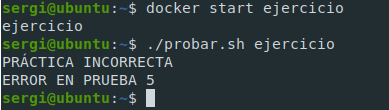 sergi@ubuntu:~$ docker start ejercicio
ejercicio
sergi@ubuntu:~$ ./probar.sh ejercicio
PRÁCTICA INCORRECTA
ERROR EN PRUEBA 5
sergi@ubuntu:~$